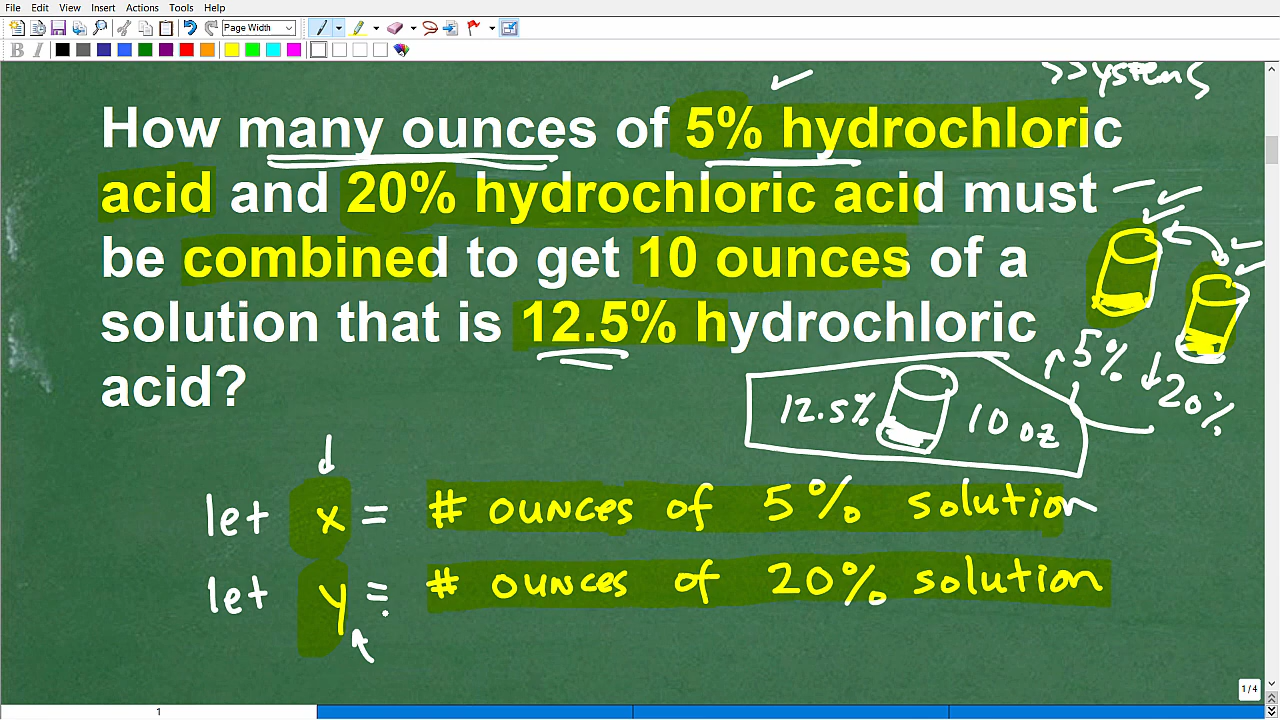 File Edit View Insert Actions Tools Help
Page Width
B I
systems
How many ounces of 5% hydrochloric
acid and 20% hydrochloric acid must
be combined to get 10 ounces of a
solution that is 12.5% hydrochloric
acid?
5%
20%
12.5% 10 oz
let x = # ounces of 5% solution
let y = # ounces of 20% solution
1/4
1